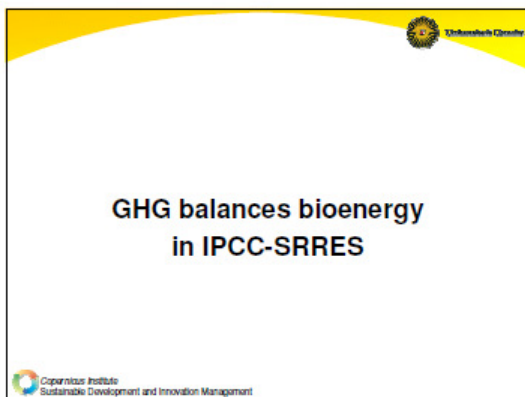 GHG balances bioenergy
in IPCC-SRRES
Copernicus Institute
Sustainable Development and Innovation Management